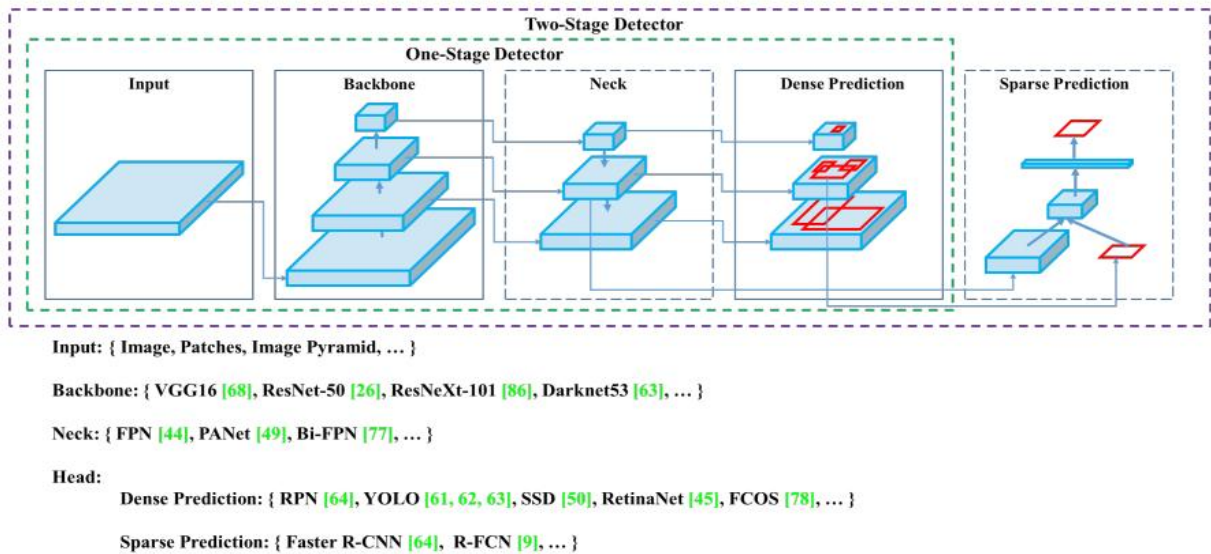 Two-Stage Detector
One-Stage Detector
Input
Backbone
Neck
Dense Prediction
Sparse Prediction
Input: { Image, Patches, Image Pyramid, … }
Backbone: { VGG16 [68], ResNet-50 [26], ResNeXt-101 [86], Darknet53 [63], … }
Neck: { FPN [44], PANet [49], Bi-FPN [77], … }
Head:
Dense Prediction: { RPN [64], YOLO [61, 62, 63], SSD [50], RetinaNet [45], FCOS [78], … }
Sparse Prediction: { Faster R-CNN [64], R-FCN [9], … }